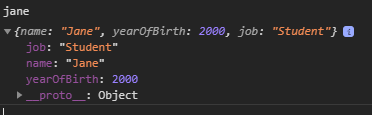 jane
▼{name: "Jane", yearOfBirth: 2000, job: "Student"} i
job: "Student"
name: "Jane"
yearOfBirth: 2000
▶__proto__: Object